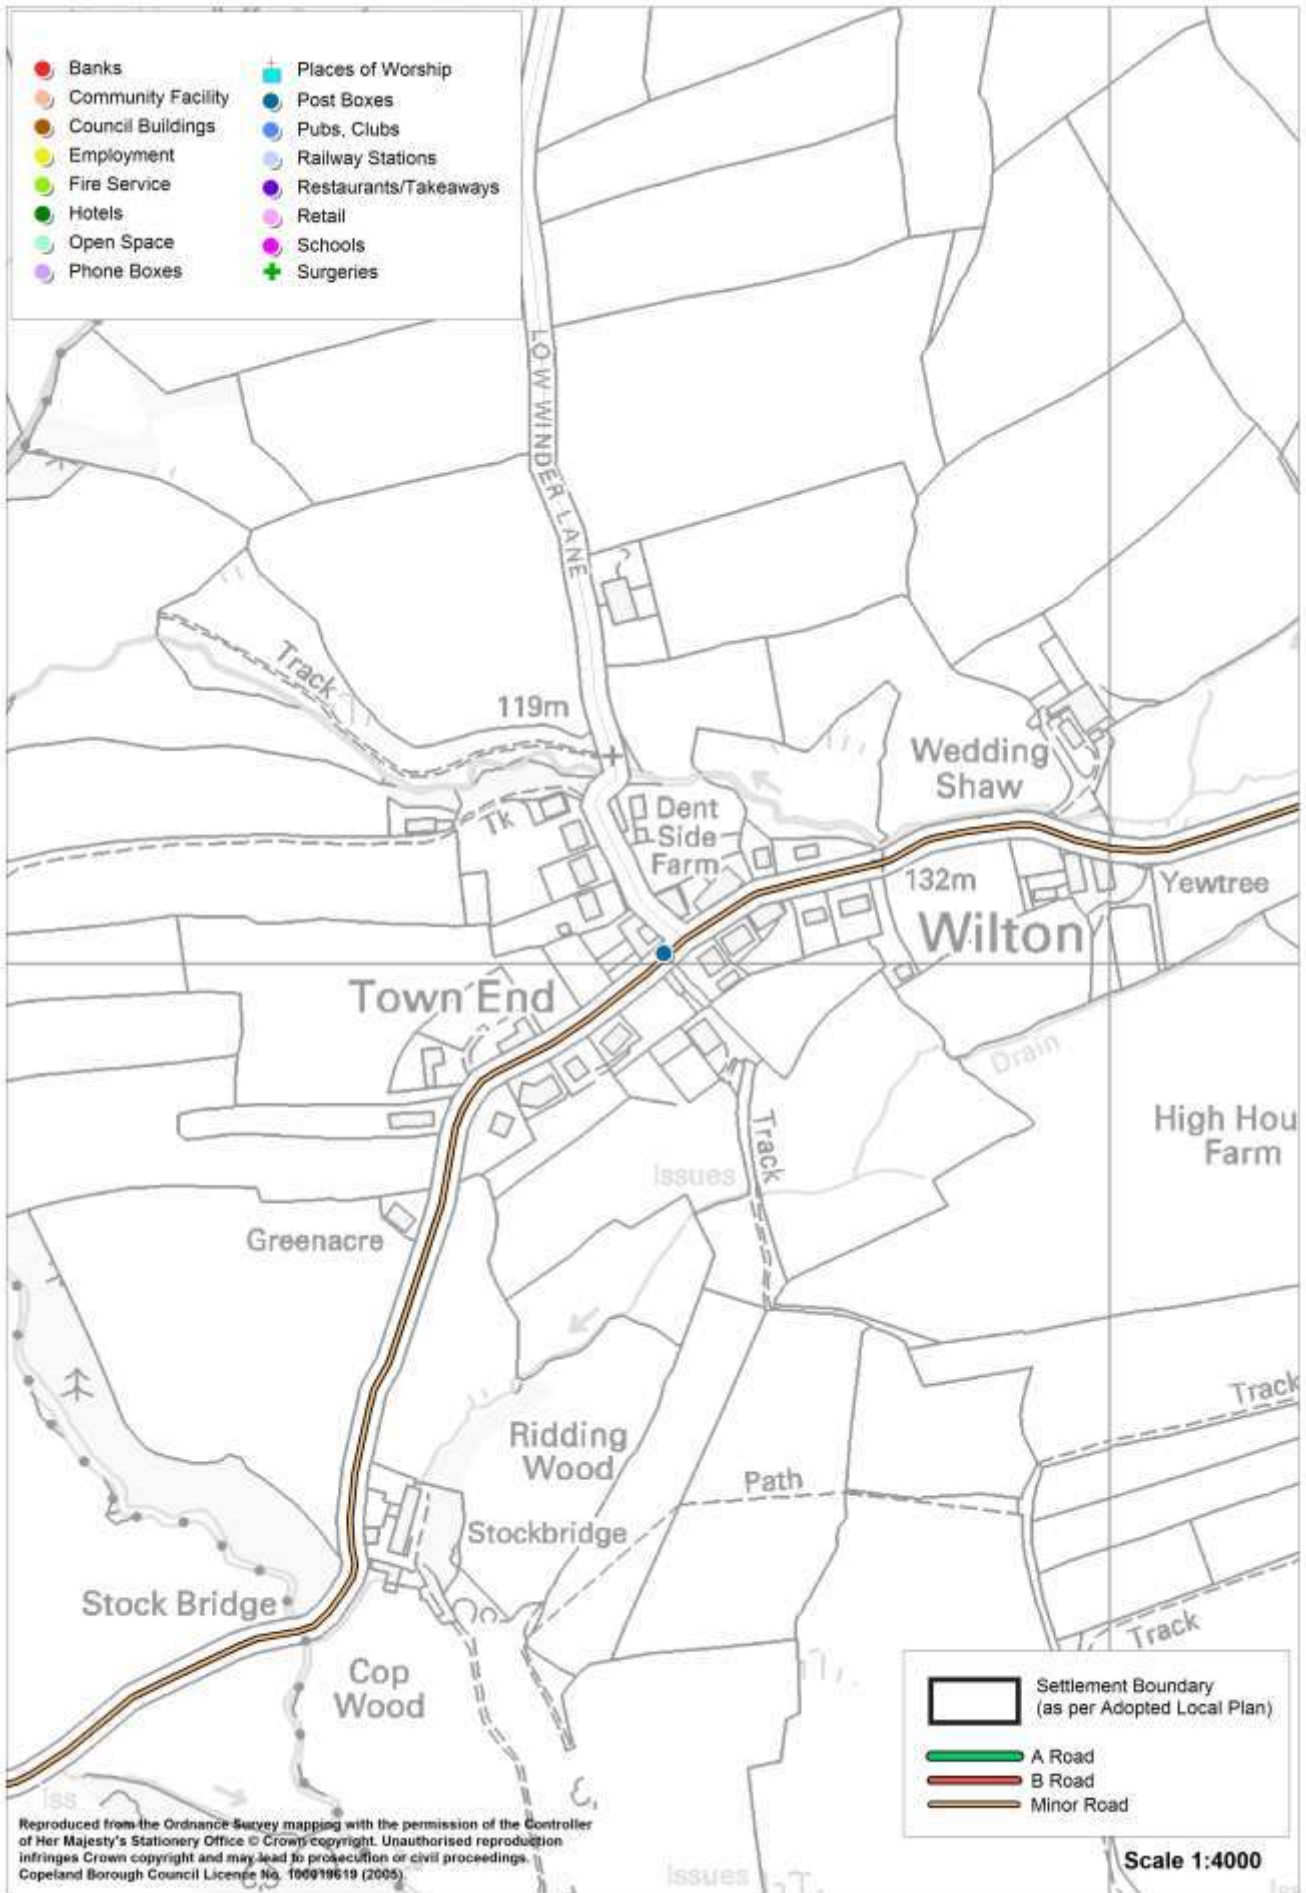 Banks
Community Facility
Council Buildings
Employment
Fire Service
Hotels
Open Space
Phone Boxes
Places of Worship
Post Boxes
Pubs, Clubs
Railway Stations
Restaurants/Takeaways
Retail
Schools
Surgeries
LOW WINDER LANE
Track
119m
Wedding
Shaw
Tk
Dent
Side
Farm
132m
Yewtree
Wilton
Town End
Drain
Track
High Hou
Farm
Issues
Greenacre
Track
Ridding
Wood
Path
Stockbridge
Stock Bridge
Track
Cop
Wood
Iss
Settlement Boundary
(as per Adopted Local Plan)
A Road
B Road
Minor Road
Reproduced from the Ordnance Survey mapping with the permission of the Controller
of Her Majesty's Stationery Office © Crown copyright. Unauthorised reproduction
infringes Crown copyright and may lead to prosecution or civil proceedings.
Copeland Borough Council Licence No. 100019619 (2005)
Issues
Scale 1:4000